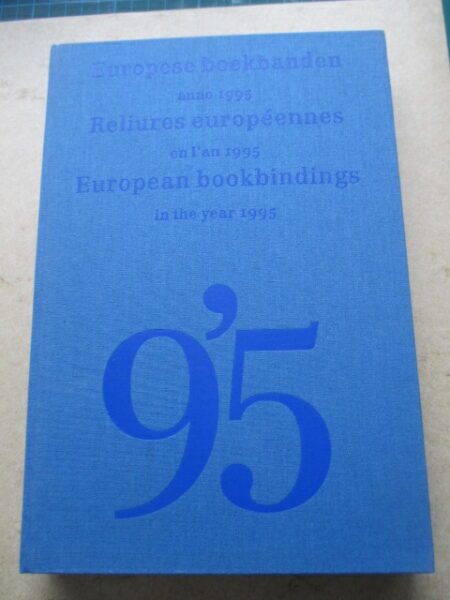 Europese boekbanden
anno 1995
Reliures européennes
en l'an 1995
European bookbindings
in the year 1995
9'5